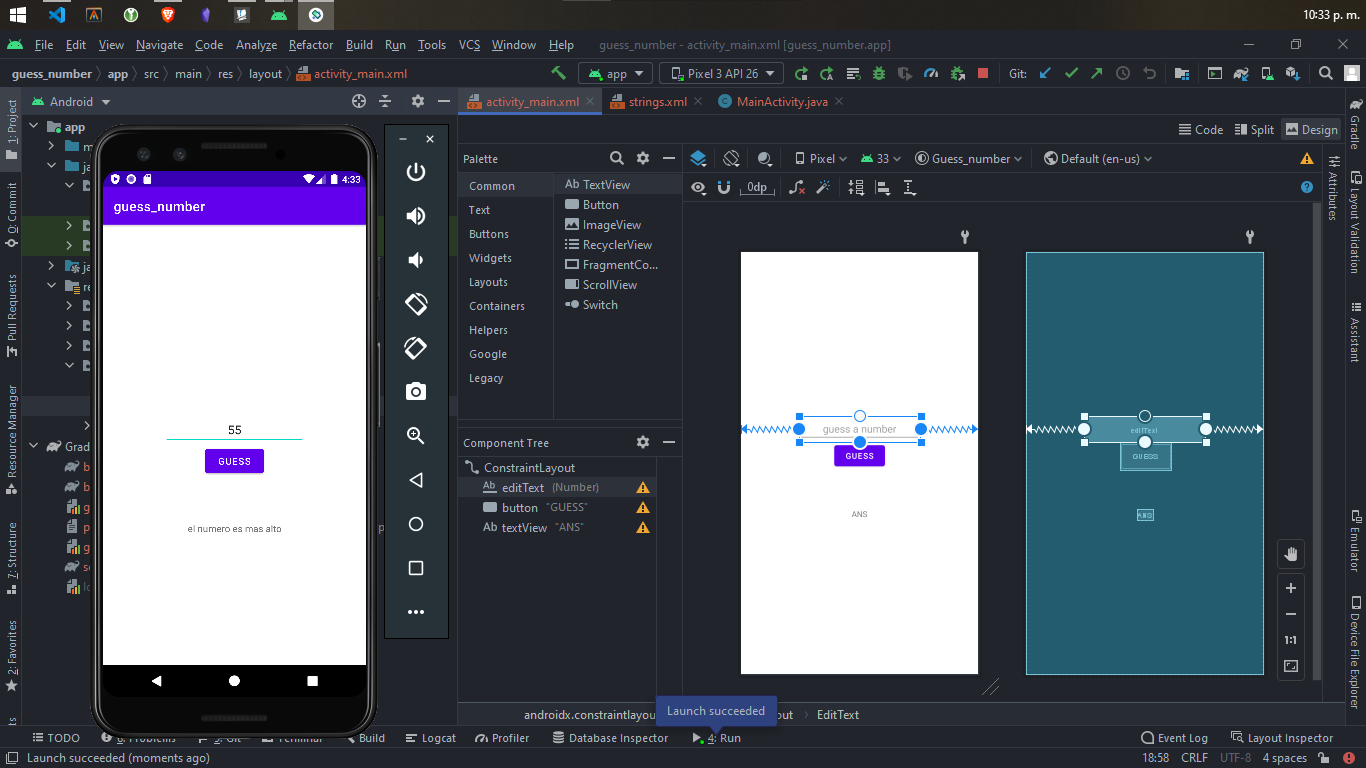 10:33 p. m.
File Edit View Navigate Code Analyze Refactor Build Run Tools VCS Window Help guess_number - activity_main.xml [guess_number.app]
guess_number app src main res layout activity_main.xml app Pixel 3 API 26 Git:
Android activity_main.xml strings.xml MainActivity.java
Code Split Design
1: Project
Q: Commit
Pull Requests
Resource Manager
7: Structure
2: Favorites
app
Grad
4:33
guess_number
55
GUESS
el numero es mas alto
Palette
Common
Text
Buttons
Widgets
Layouts
Containers
Helpers
Google
Legacy
Ab TextView
Button
ImageView
RecyclerView
FragmentCo...
ScrollView
Switch
Component Tree
ConstraintLayout
Ab editText (Number)
button "GUESS"
Ab textView "ANS"
Pixel 33 Guess_number Default (en-us)
0dp
guess a number
GUESS
ANS
editText
GUESS
ANS
1:1
Attributes
Gradle
Layout Validation
Assistant
Emulator
Device File Explorer
androidx.constraintlayou
out EditText
Launch succeeded
TODO Problems Git Terminal Build Logcat Profiler Database Inspector 4: Run Event Log Layout Inspector
Launch succeeded (moments ago) 18:58 CRLF UTF-8 4 spaces